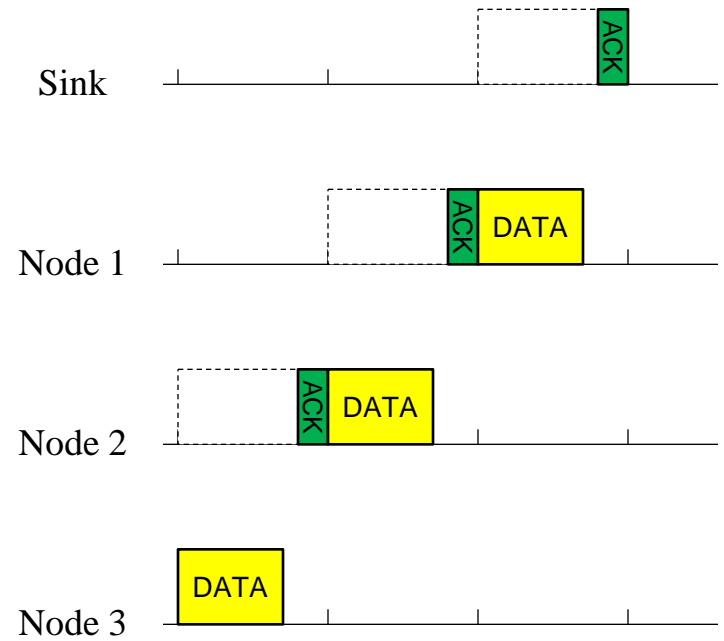 ACK
Sink
ACK
DATA
Node 1
ACK
DATA
Node 2
DATA
Node 3